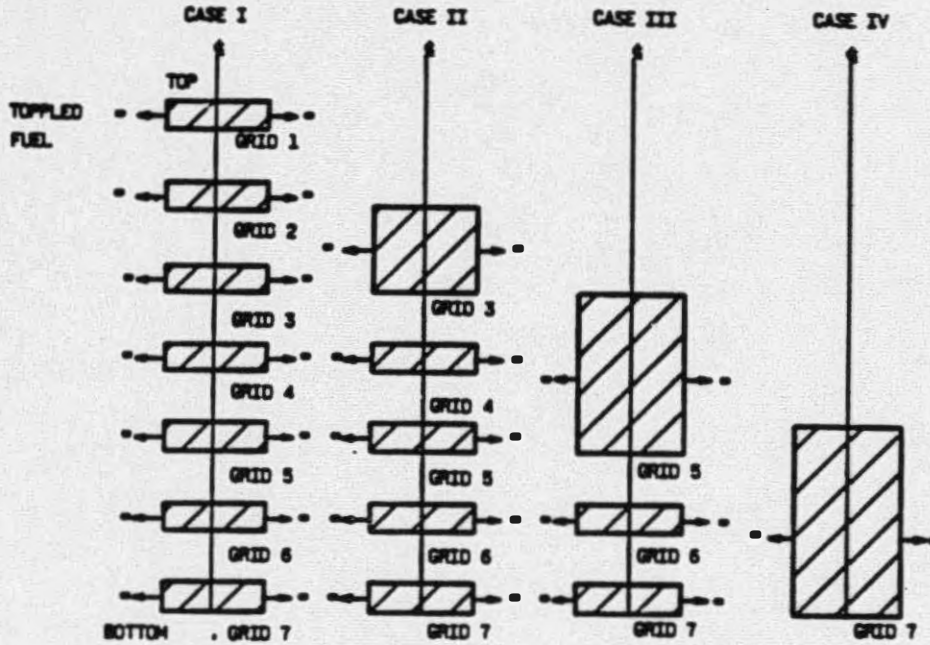 CASE I
CASE II
CASE III
CASE IV
℄
℄
℄
℄
TOP
TOPPLED
FUEL
∞
∞
GRID 1
∞
∞
GRID 2
∞
∞
GRID 3
∞
∞
GRID 4
∞
∞
GRID 5
∞
∞
GRID 6
∞
∞
BOTTOM
GRID 7
∞
∞
GRID 3
∞
∞
GRID 4
∞
∞
GRID 5
∞
∞
GRID 6
∞
∞
GRID 7
∞
∞
GRID 5
∞
∞
GRID 6
∞
∞
GRID 7
∞
GRID 7